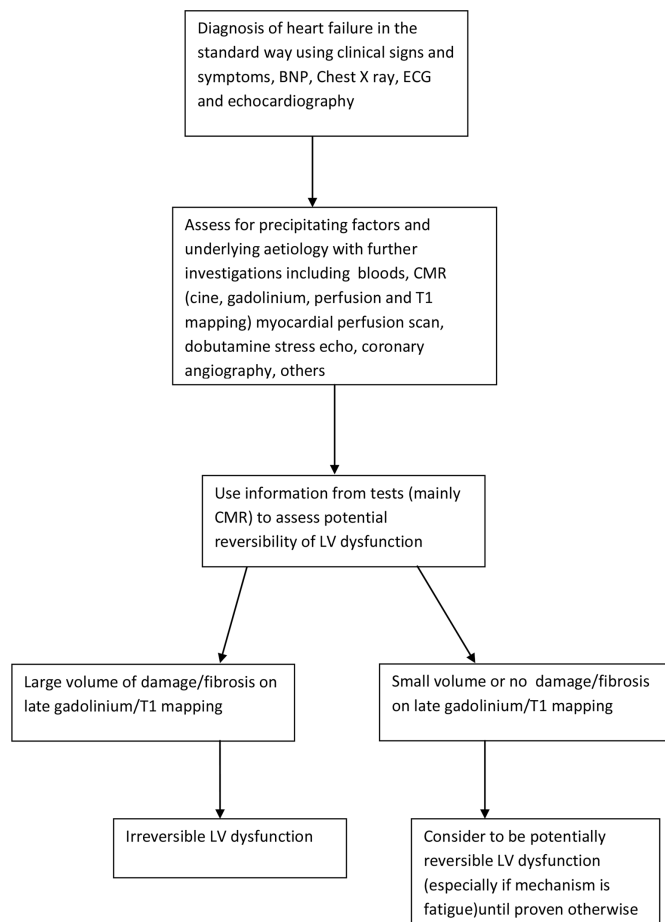 Diagnosis of heart failure in the
standard way using clinical signs and
symptoms, BNP, Chest X ray, ECG
and echocardiography
Assess for precipitating factors and
underlying aetiology with further
investigations including bloods, CMR
(cine, gadolinium, perfusion and T1
mapping) myocardial perfusion scan,
dobutamine stress echo, coronary
angiography, others
Use information from tests (mainly
CMR) to assess potential
reversibility of LV dysfunction
Large volume of damage/fibrosis on
late gadolinium/T1 mapping
Small volume or no damage/fibrosis
on late gadolinium/T1 mapping
Irreversible LV dysfunction
Consider to be potentially
reversible LV dysfunction
(especially if mechanism is
fatigue)until proven otherwise